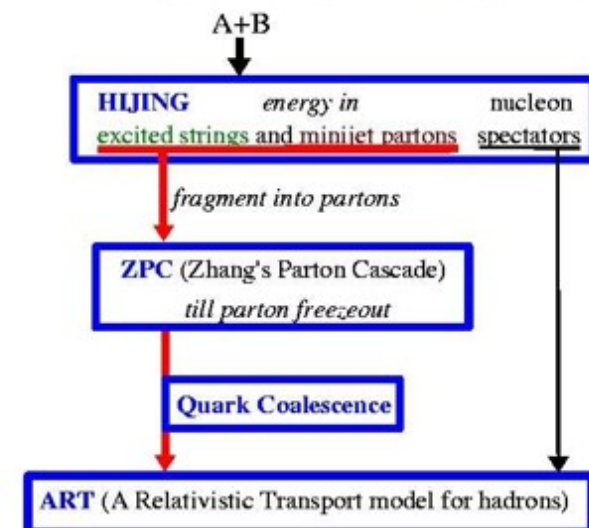 A+B
HIJING energy in nucleon
excited strings and minijet partons spectators
fragment into partons
ZPC (Zhang's Parton Cascade)
till parton freezeout
Quark Coalescence
ART (A Relativistic Transport model for hadrons)